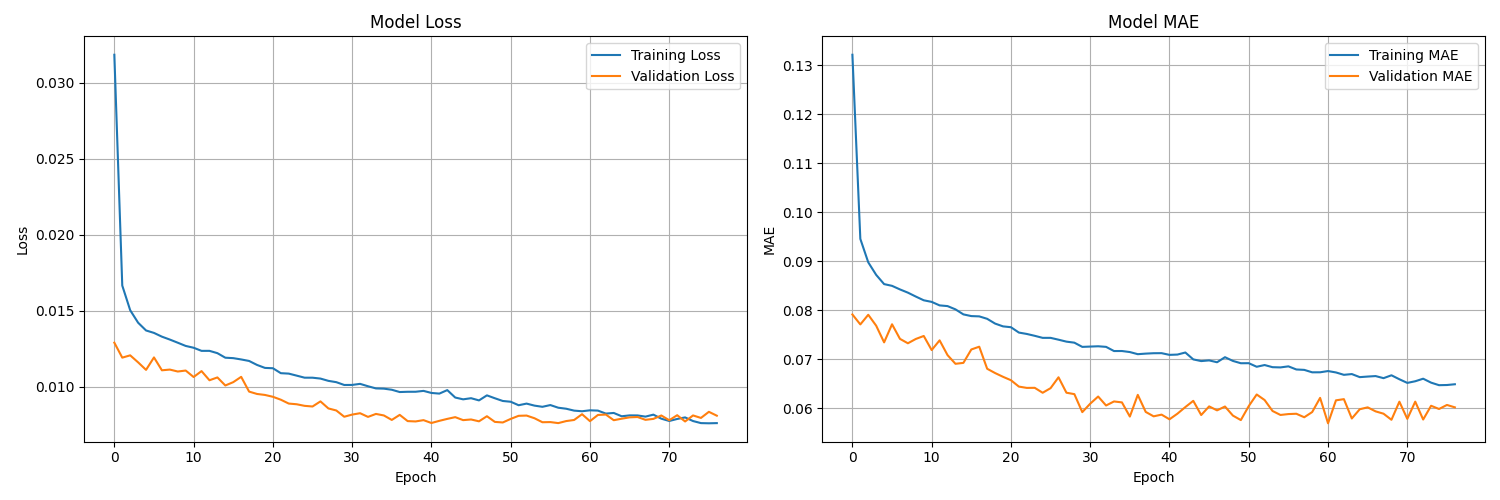 Model Loss
Training Loss
Validation Loss
0.030
0.025
0.020
0.015
0.010
Loss
0 10 20 30 40 50 60 70
Epoch
Model MAE
Training MAE
Validation MAE
0.13
0.12
0.11
0.10
0.09
0.08
0.07
0.06
MAE
0 10 20 30 40 50 60 70
Epoch